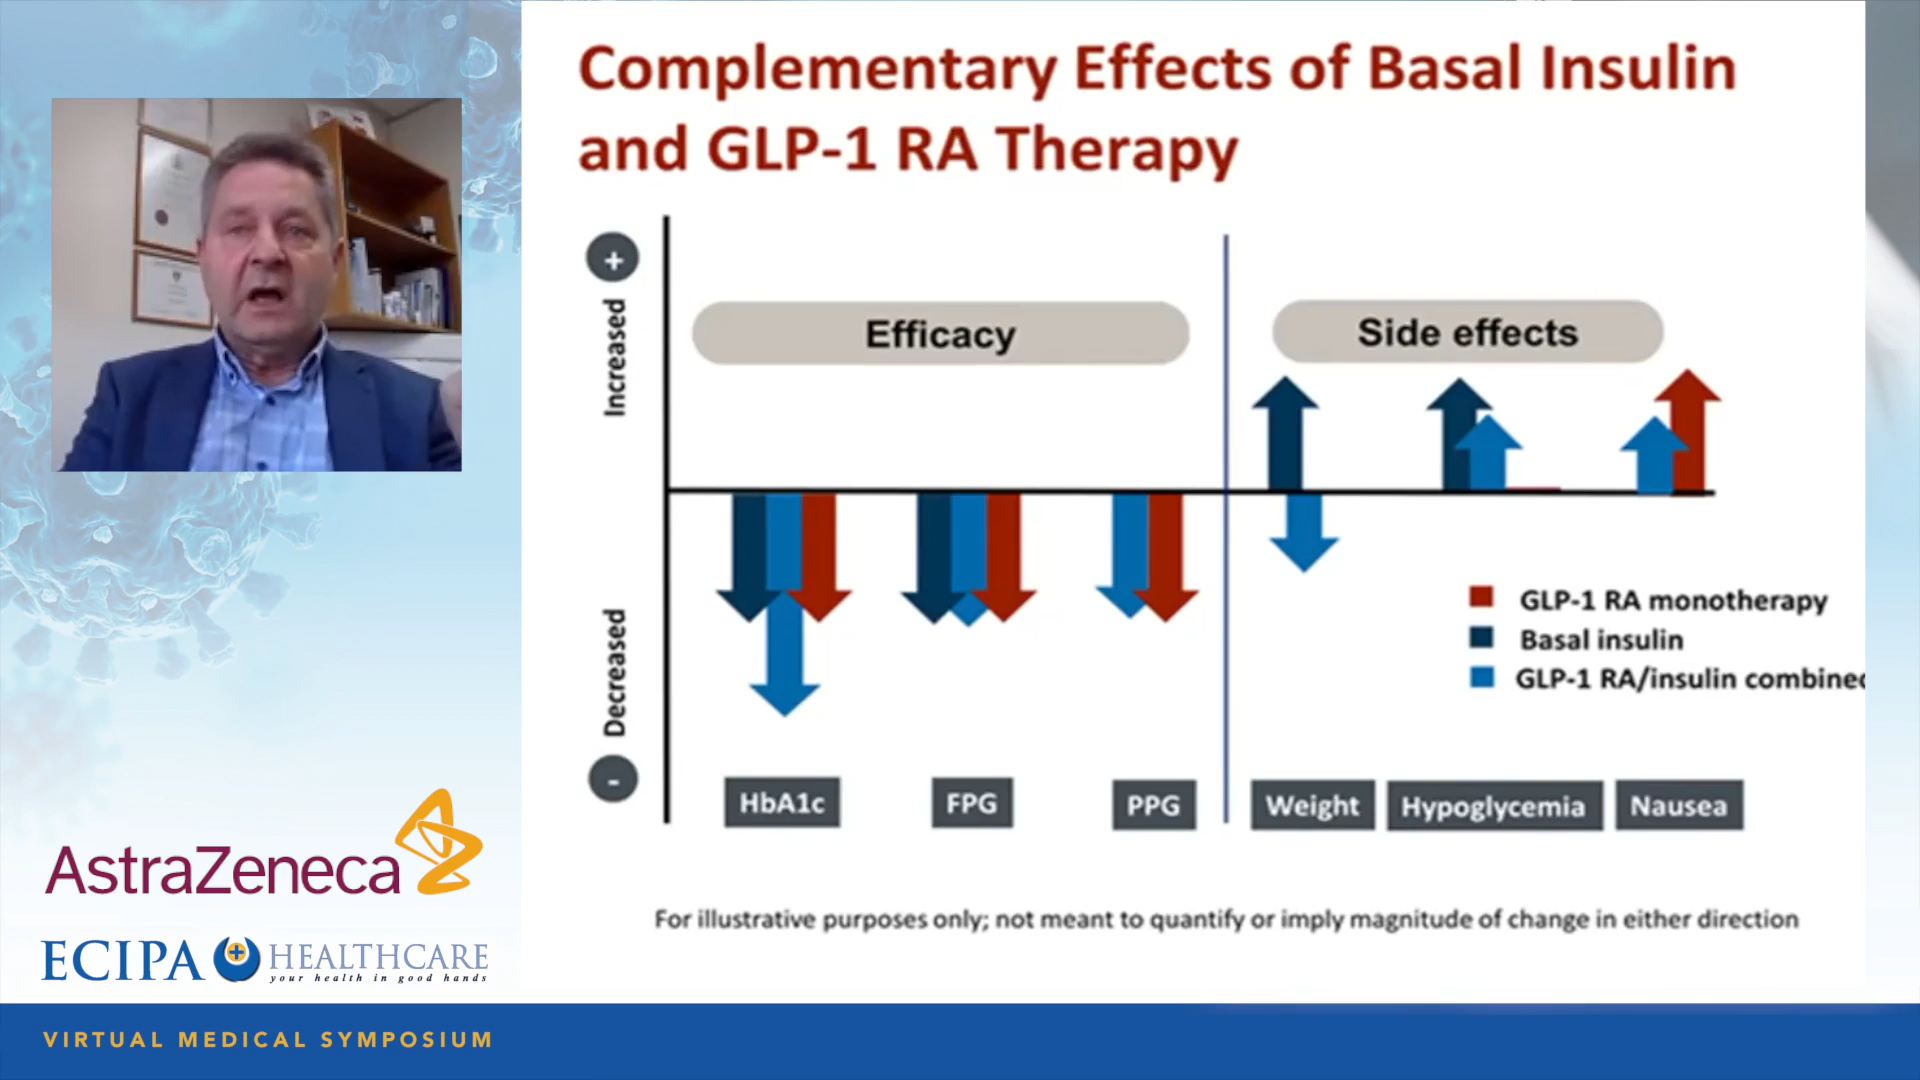 Complementary Effects of Basal Insulin
and GLP-1 RA Therapy
+
Increased
Efficacy
Side effects
Decreased
-
GLP-1 RA monotherapy
Basal insulin
GLP-1 RA/insulin combined
HbA1c
FPG
PPG
Weight
Hypoglycemia
Nausea
For illustrative purposes only; not meant to quantify or imply magnitude of change in either direction
AstraZeneca
ECIPA HEALTHCARE
your health in good hands
VIRTUAL MEDICAL SYMPOSIUM